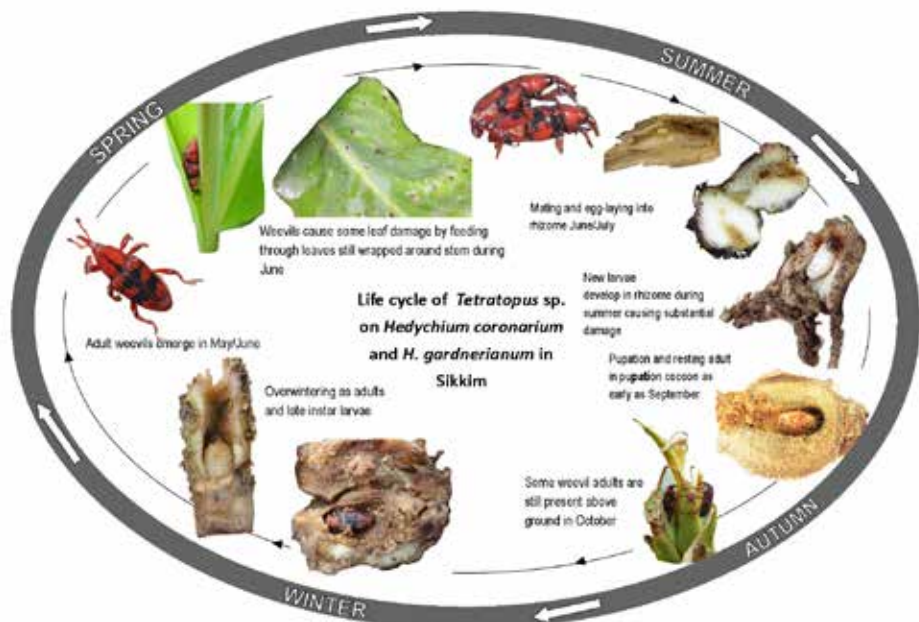 SPRING
SUMMER
AUTUMN
WINTER
Weevils cause some leaf damage by feeding
through leaves still wrapped around stem during
June
Mating and egg-laying into
rhizome June/July
New larvae
develop in rhizome during
summer causing substantial
damage
Life cycle of Tetratopus sp.
on Hedychium coronarium
and H. gardnerianum in
Sikkim
Adult weevils emerge in May/June
Pupation and resting adult
in pupation cocoon as
early as September
Overwintering as adults
and late instar larvae
Some weevil adults are
still present above
ground in October